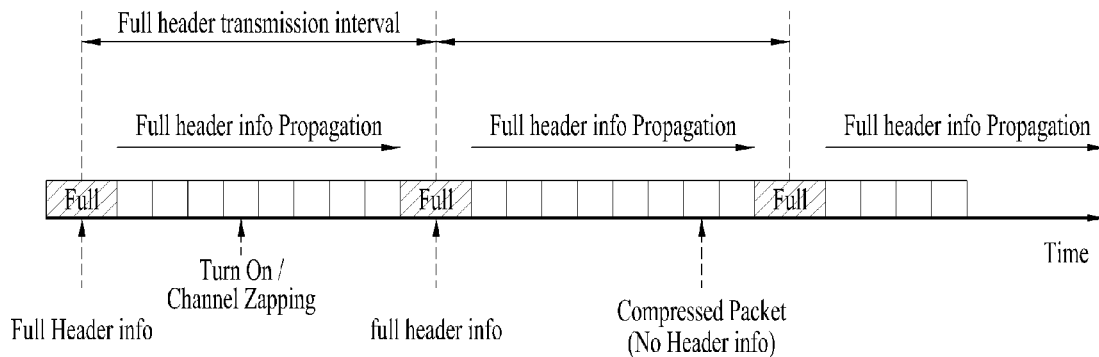 Full header transmission interval
Full header info Propagation
Full header info Propagation
Full header info Propagation
Full
Full
Full
Time
Turn On /
Channel Zapping
Compressed Packet
(No Header info)
Full Header info
full header info